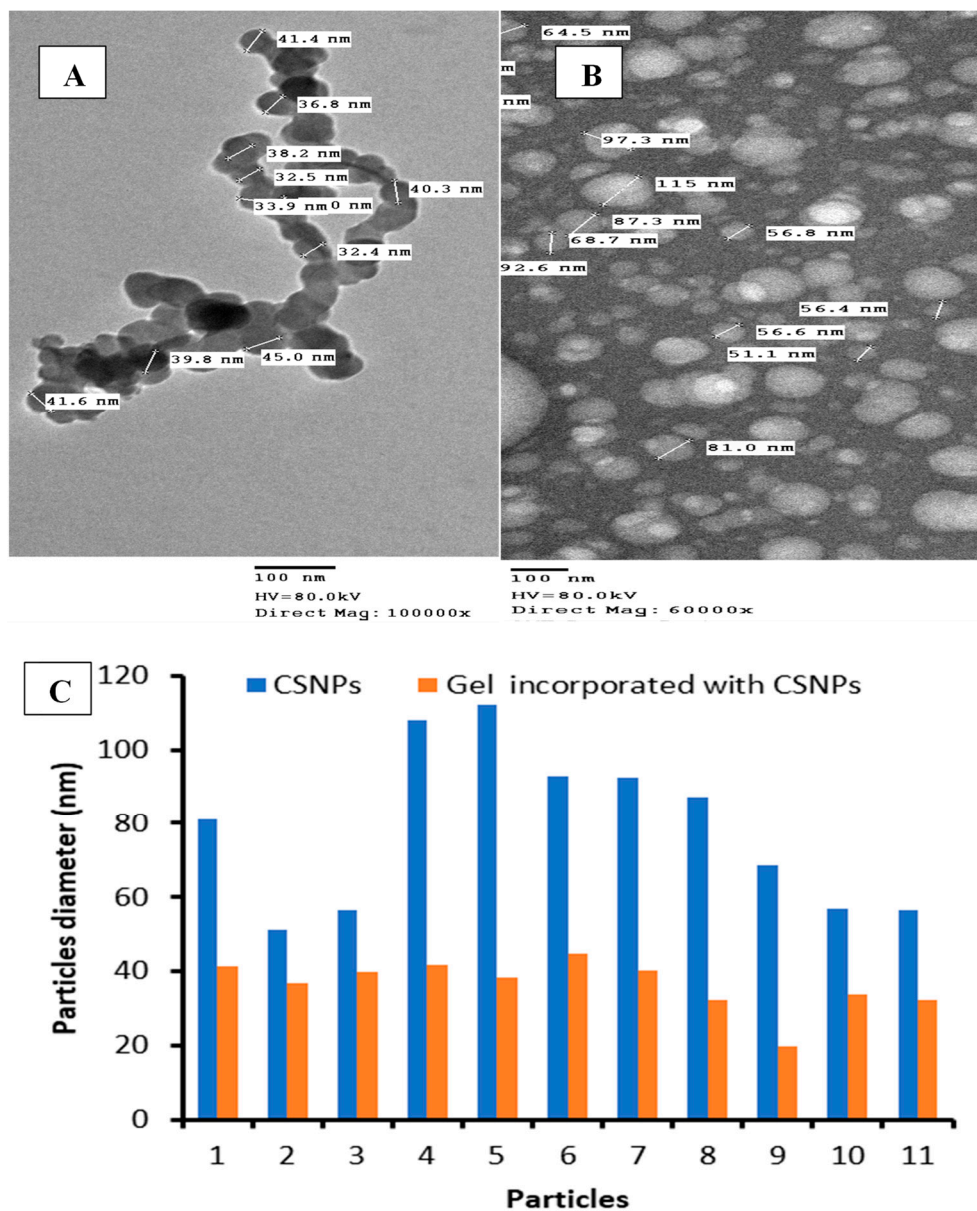 A
41.4 nm
36.8 nm
38.2 nm
32.5 nm
40.3 nm
33.9 nm
0 nm
32.4 nm
39.8 nm
45.0 nm
41.6 nm
100 nm
HV=80.0kV
Direct Mag: 100000x
B
64.5 nm
m
nm
97.3 nm
115 nm
87.3 nm
68.7 nm
56.8 nm
92.6 nm
56.4 nm
56.6 nm
51.1 nm
81.0 nm
100 nm
HV=80.0kV
Direct Mag: 60000x
C
CSNPs
Gel incorporated with CSNPs
Particles diameter (nm)
120
100
80
60
40
20
0
1 2 3 4 5 6 7 8 9 10 11
Particles